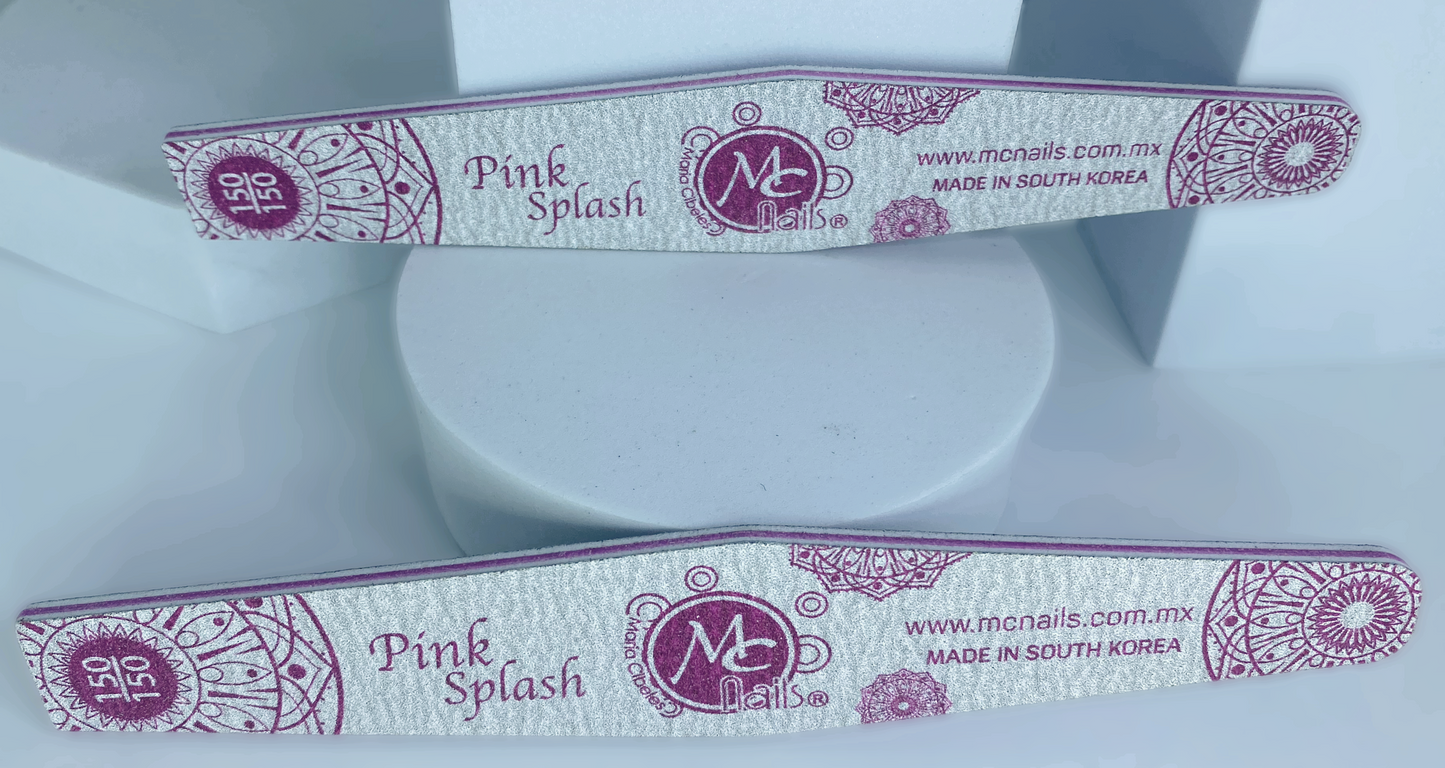 150
150
Pink
Splash
Maria Cibeles
MC
nails®
www.mcnails.com.mx
MADE IN SOUTH KOREA
150
150
Pink
Splash
Maria Cibeles
MC
nails®
www.mcnails.com.mx
MADE IN SOUTH KOREA